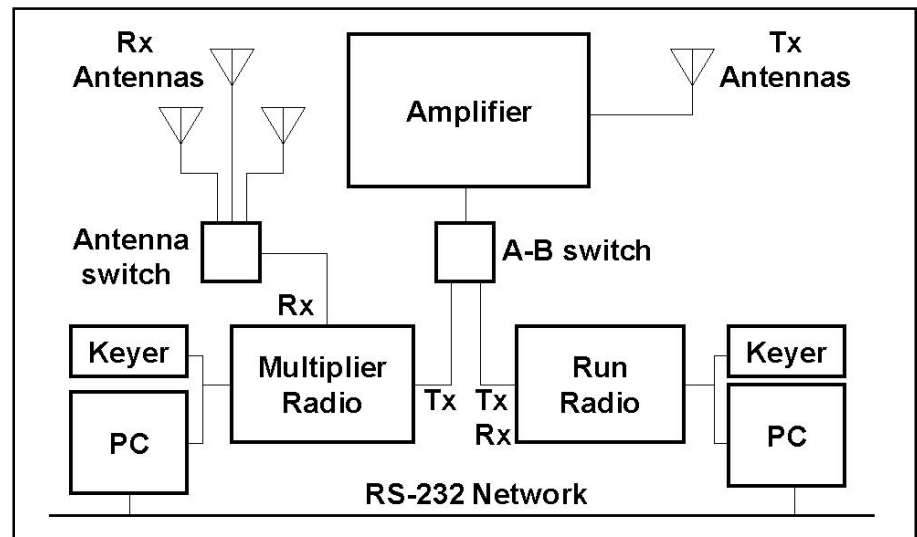 Rx
Antennas
Amplifier
Tx
Antennas
Antenna
switch
A-B switch
Rx
Keyer
PC
Multiplier
Radio
Tx
Tx
Rx
Run
Radio
Keyer
PC
RS-232 Network